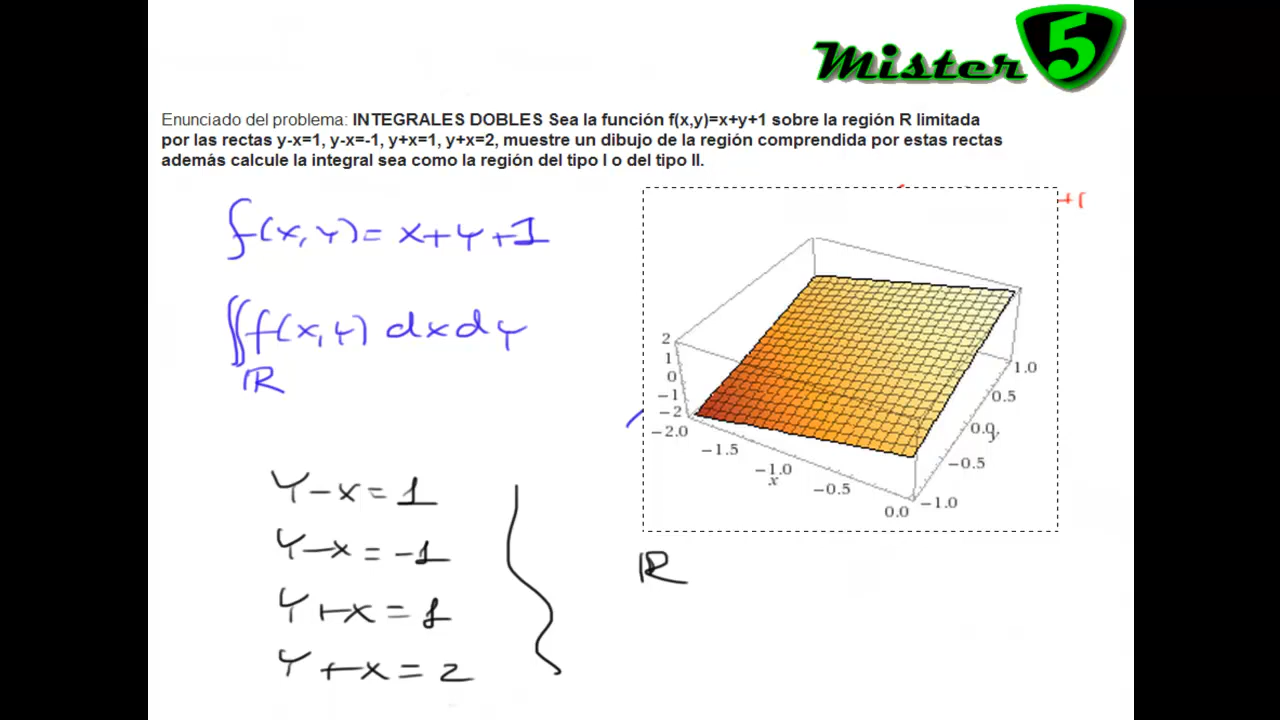 Mister 5
Enunciado del problema: INTEGRALES DOBLES Sea la función f(x,y)=x+y+1 sobre la región R limitada
por las rectas y-x=1, y-x=-1, y+x=1, y+x=2, muestre un dibujo de la región comprendida por estas rectas
además calcule la integral sea como la región del tipo I o del tipo II.
f(x,y)= x+y+1
∬f(x,y) dxdy
R
y-x=1
y-x=-1
y+x=1
y+x=2
2
1
0
-1
-2
-2.0
-1.5
-1.0
x
-0.5
0.0
1.0
0.5
0.0
y
-0.5
-1.0
R